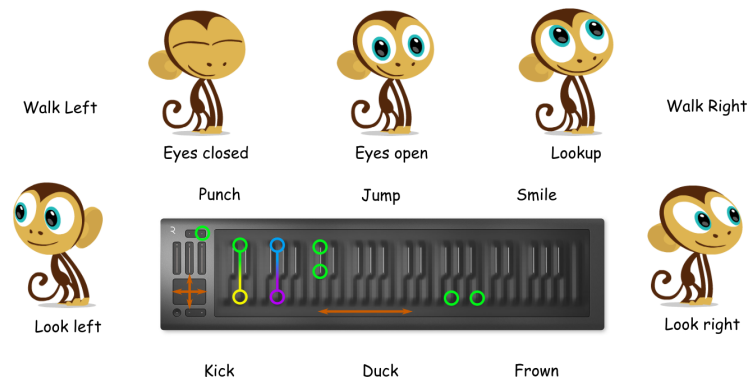 Walk Left
Walk Right
Eyes closed
Eyes open
Lookup
Punch
Jump
Smile
Look left
Look right
Kick
Duck
Frown